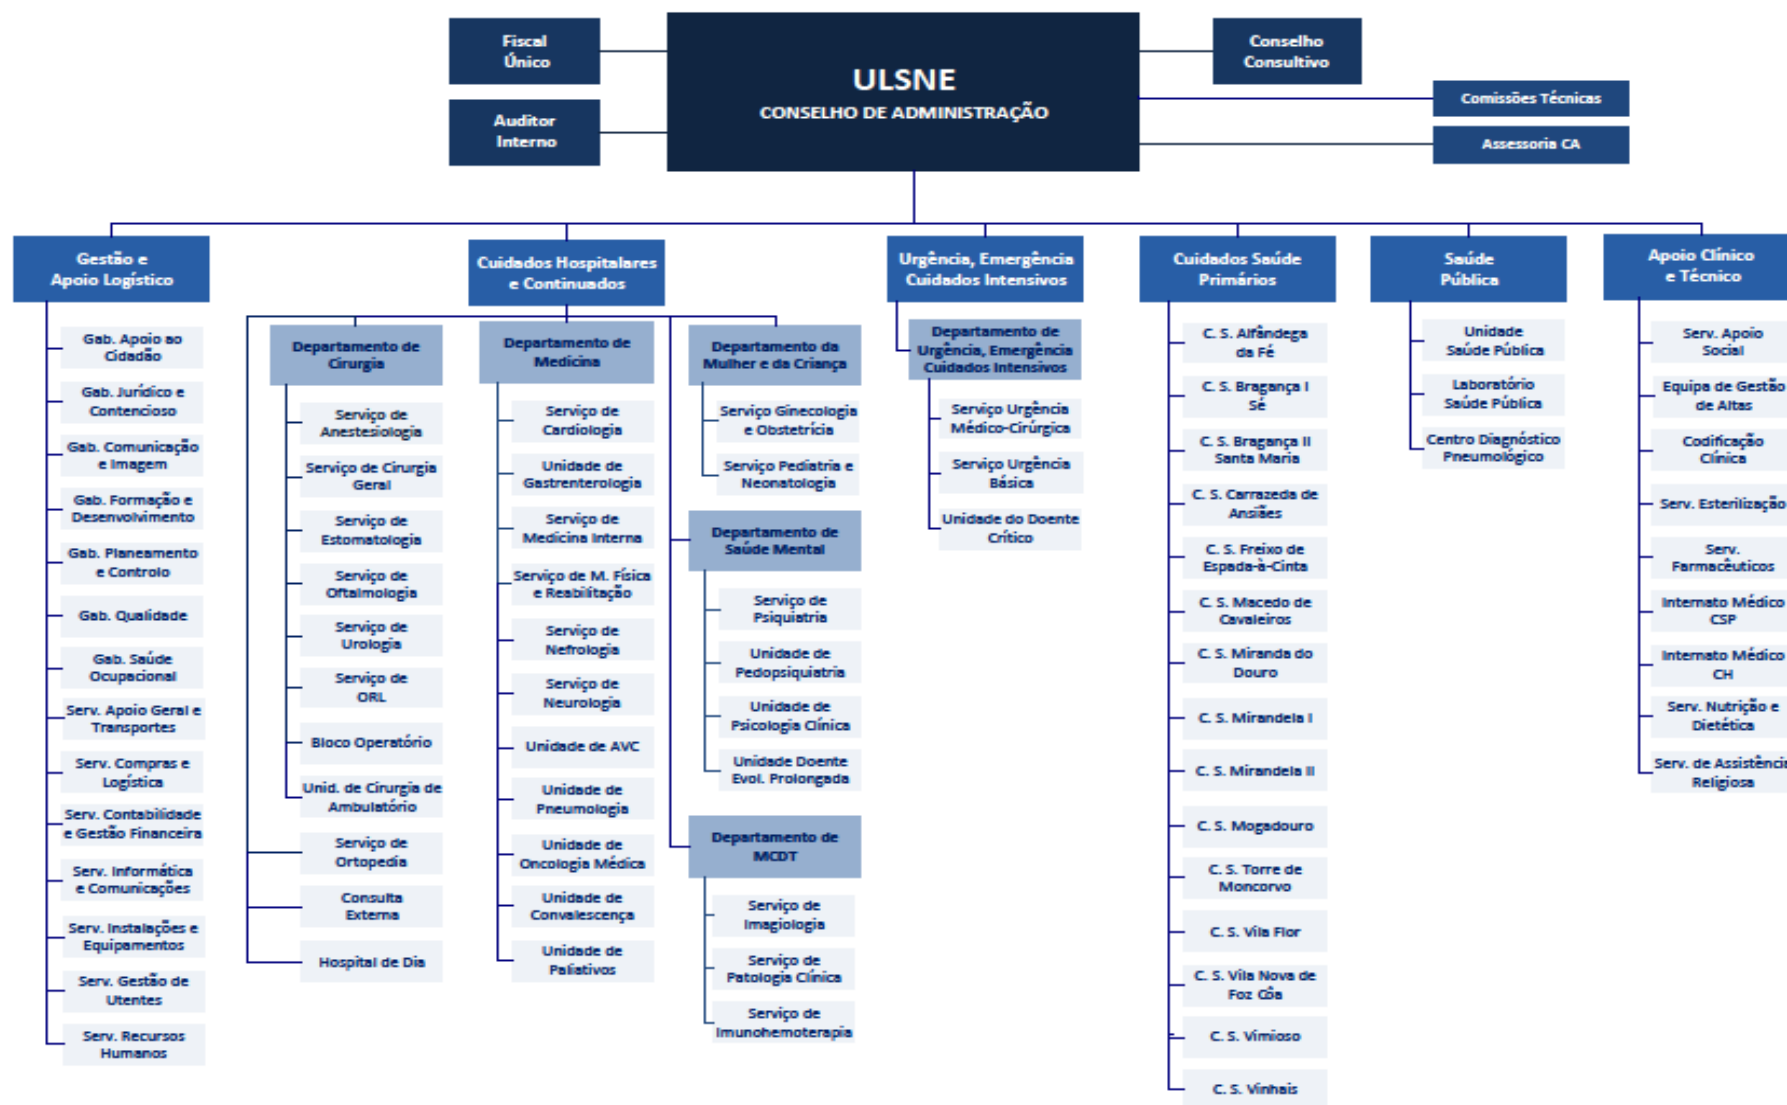 Fiscal
Único
ULSNE
CONSELHO DE ADMINISTRAÇÃO
Conselho
Consultivo
Auditor
Interno
Comissões Técnicas
Assessoria CA
Gestão e
Apoio Logístico
Gab. Apoio ao
Cidadão
Gab. Jurídico e
Contencioso
Gab. Comunicação
e Imagem
Gab. Formação e
Desenvolvimento
Gab. Planeamento
e Controlo
Gab. Qualidade
Gab. Saúde
Ocupacional
Serv. Apoio Geral e
Transportes
Serv. Compras e
Logística
Serv. Contabilidade
e Gestão Financeira
Serv. Informática
e Comunicações
Serv. Instalações e
Equipamentos
Serv. Gestão de
Utentes
Serv. Recursos
Humanos
Cuidados Hospitalares
e Continuados
Departamento de
Cirurgia
Serviço de
Anestesiologia
Serviço de Cirurgia
Geral
Serviço de
Estomatologia
Serviço de
Oftalmologia
Serviço de
Urologia
Serviço de
ORL
Bloco Operatório
Unid. de Cirurgia de
Ambulatório
Serviço de
Ortopedia
Consulta
Externa
Hospital de Dia
Departamento de
Medicina
Serviço de
Cardiologia
Unidade de
Gastrenterologia
Serviço de
Medicina Interna
Serviço de M. Física
e Reabilitação
Serviço de
Nefrologia
Serviço de
Neurologia
Unidade de AVC
Unidade de
Pneumologia
Unidade de
Oncologia Médica
Unidade de
Convalescença
Unidade de
Paliativos
Departamento da
Mulher e da Criança
Serviço Ginecologia
e Obstetrícia
Serviço Pediatria e
Neonatologia
Departamento de
Saúde Mental
Serviço de
Psiquiatria
Unidade de
Pedopsiquiatria
Unidade de
Psicologia Clínica
Unidade Doente
Evol. Prolongada
Departamento de
MCDT
Serviço de
Imagiologia
Serviço de
Patologia Clínica
Serviço de
Imunohemoterapia
Urgência, Emergência
Cuidados Intensivos
Departamento de
Urgência, Emergência
Cuidados Intensivos
Serviço Urgência
Médico-Cirúrgica
Serviço Urgência
Básica
Unidade do Doente
Crítico
Cuidados Saúde
Primários
C. S. Alfândega
da Fé
C. S. Bragança I
Sé
C. S. Bragança II
Santa Maria
C. S. Carrazeda de
Ansiães
C. S. Freixo de
Espada-à-Cinta
C. S. Macedo de
Cavaleiros
C. S. Miranda do
Douro
C. S. Mirandela I
C. S. Mirandela II
C. S. Mogadouro
C. S. Torre de
Moncorvo
C. S. Vila Flor
C. S. Vila Nova de
Foz Côa
C. S. Vimioso
C. S. Vinhais
Saúde
Pública
Unidade
Saúde Pública
Laboratório
Saúde Pública
Centro Diagnóstico
Pneumológico
Apoio Clínico
e Técnico
Serv. Apoio
Social
Equipa de Gestão
de Altas
Codificação
Clínica
Serv. Esterilização
Serv.
Farmacêuticos
Internato Médico
CSP
Internato Médico
CH
Serv. Nutrição e
Dietética
Serv. de Assistência
Religiosa